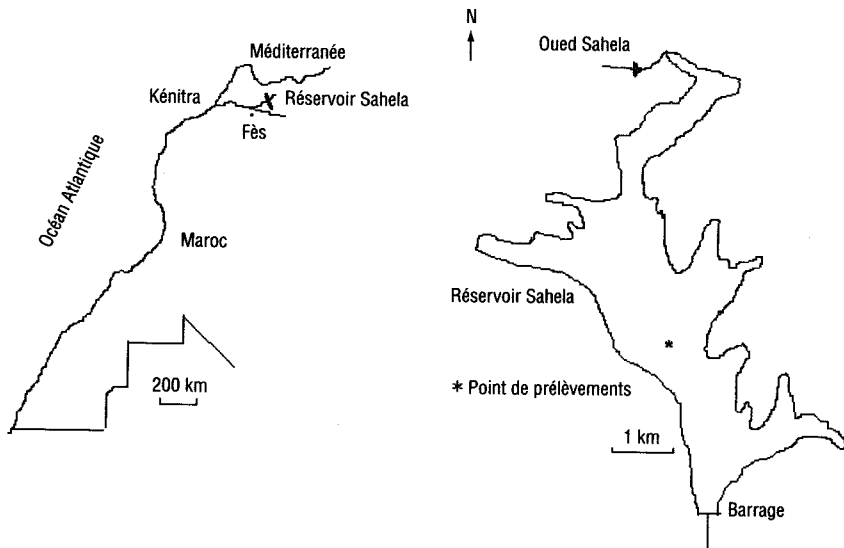 Méditerranée
Kénitra
Réservoir Sahela
Fès
Océan Atlantique
Maroc
200 km
N
Oued Sahela
Réservoir Sahela
* Point de prélèvements
1 km
Barrage